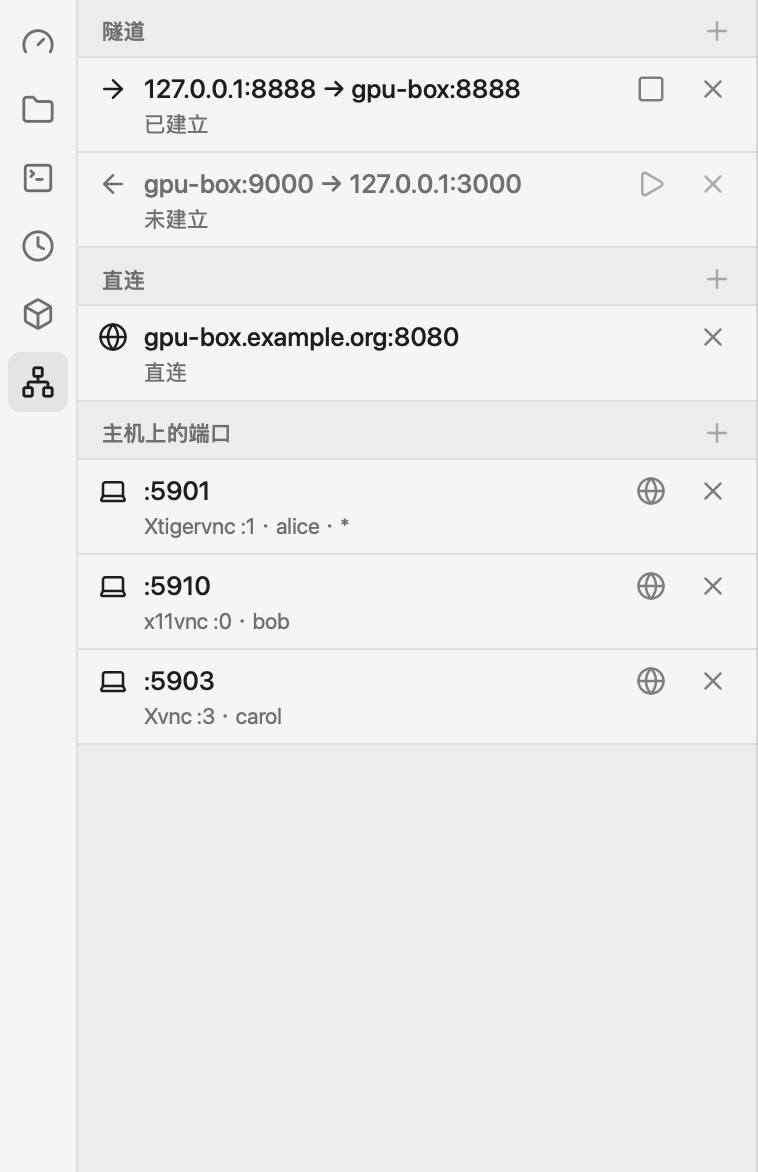 隧道
127.0.0.1:8888 → gpu-box:8888
已建立
gpu-box:9000 → 127.0.0.1:3000
未建立
直连
gpu-box.example.org:8080
直连
主机上的端口
:5901
Xtigervnc :1 · alice · *
:5910
x11vnc :0 · bob
:5903
Xvnc :3 · carol